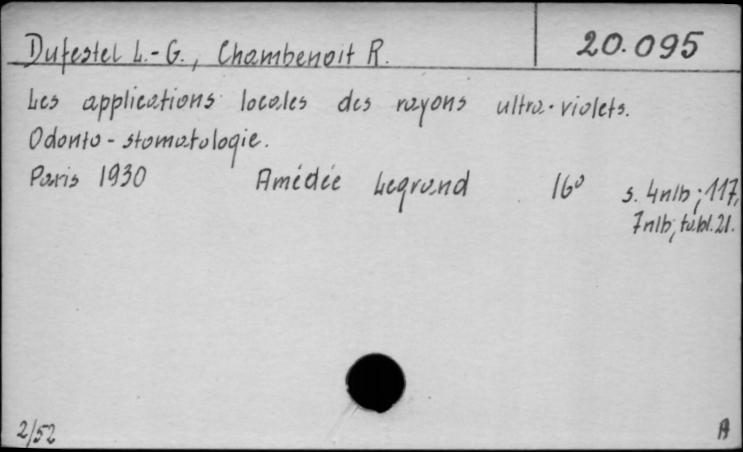 Dufestel L.-G., Chambenoit R.
20.095
Les applications locales des rayons ultra-violets.
Odonto-stomatologie.
Paris 1930 Amédée Legrand 16° s. 4nlb; 117,
7nlb, tabl. 21.
2/52
A